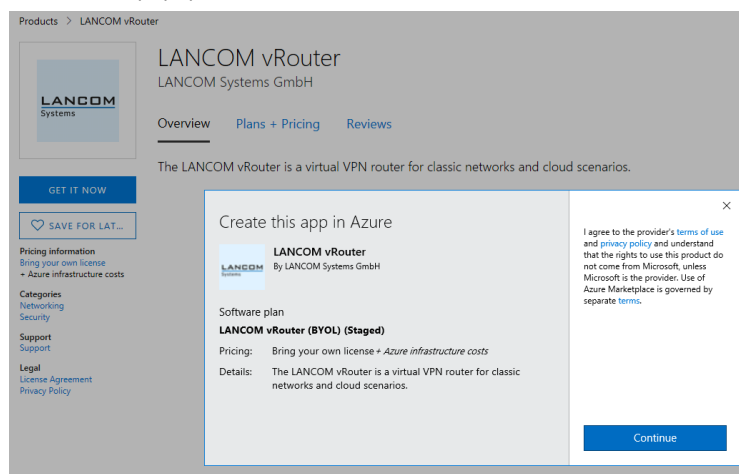 Products > LANCOM vRouter
LANCOM
Systems
LANCOM vRouter
LANCOM Systems GmbH
Overview Plans + Pricing Reviews
The LANCOM vRouter is a virtual VPN router for classic networks and cloud scenarios.
GET IT NOW
SAVE FOR LAT...
Pricing information
Bring your own license
+ Azure infrastructure costs
Categories
Networking
Security
Support
Support
Legal
License Agreement
Privacy Policy
Create this app in Azure
LANCOM
Systems
LANCOM vRouter
By LANCOM Systems GmbH
Software plan
LANCOM vRouter (BYOL) (Staged)
Pricing: Bring your own license + Azure infrastructure costs
Details: The LANCOM vRouter is a virtual VPN router for classic
networks and cloud scenarios.
I agree to the provider's terms of use
and privacy policy and understand
that the rights to use this product do
not come from Microsoft, unless
Microsoft is the provider. Use of
Azure Marketplace is governed by
separate terms.
Continue